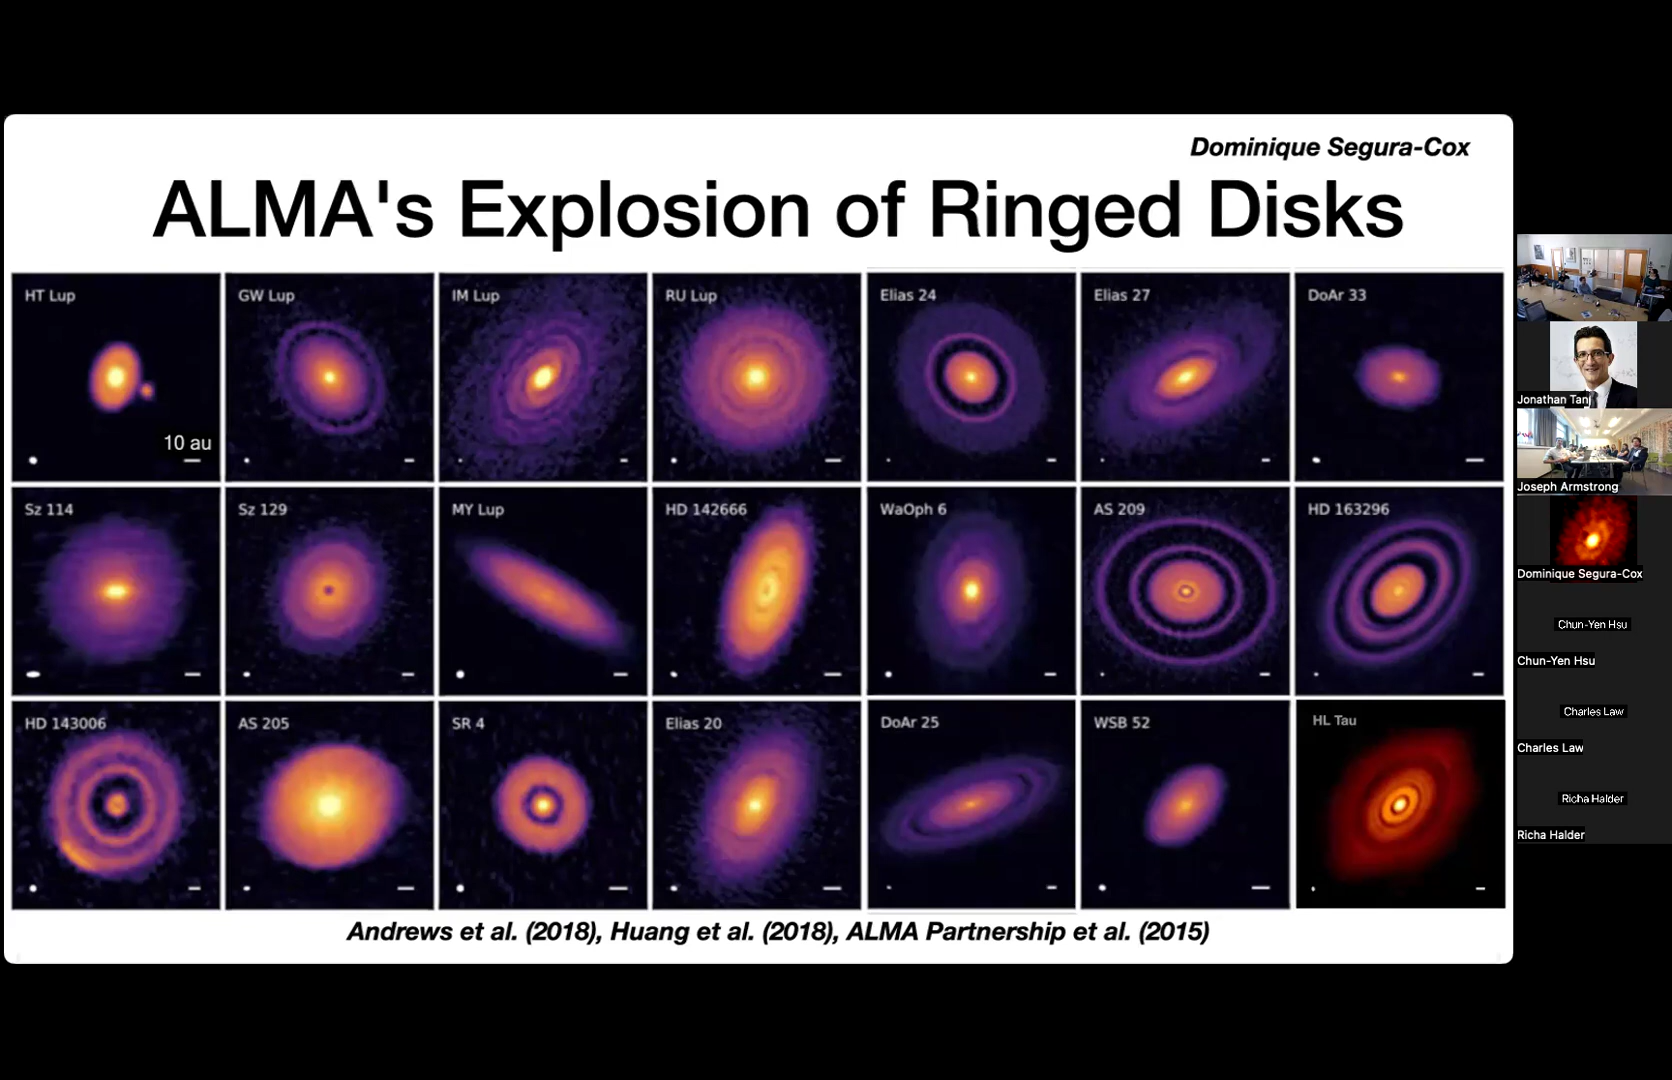 Dominique Segura-Cox
ALMA's Explosion of Ringed Disks
HT Lup
GW Lup
IM Lup
RU Lup
Elias 24
Elias 27
DoAr 33
10 au
Sz 114
Sz 129
MY Lup
HD 142666
WaOph 6
AS 209
HD 163296
HD 143006
AS 205
SR 4
Elias 20
DoAr 25
WSB 52
HL Tau
Andrews et al. (2018), Huang et al. (2018), ALMA Partnership et al. (2015)
Jonathan Tan
Joseph Armstrong
Dominique Segura-Cox
Chun-Yen Hsu
Chun-Yen Hsu
Charles Law
Charles Law
Richa Halder
Richa Halder